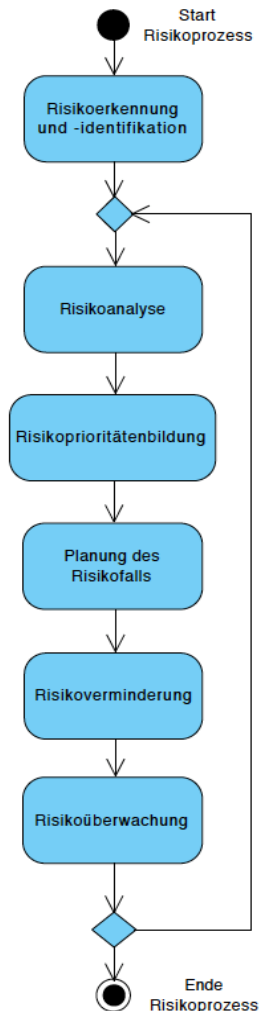 Start
Risikoprozess
Risikoerkennung
und -identifikation
Risikoanalyse
Risikoprioritätenbildung
Planung des
Risikofalls
Risikoverminderung
Risikoüberwachung
Ende
Risikoprozess